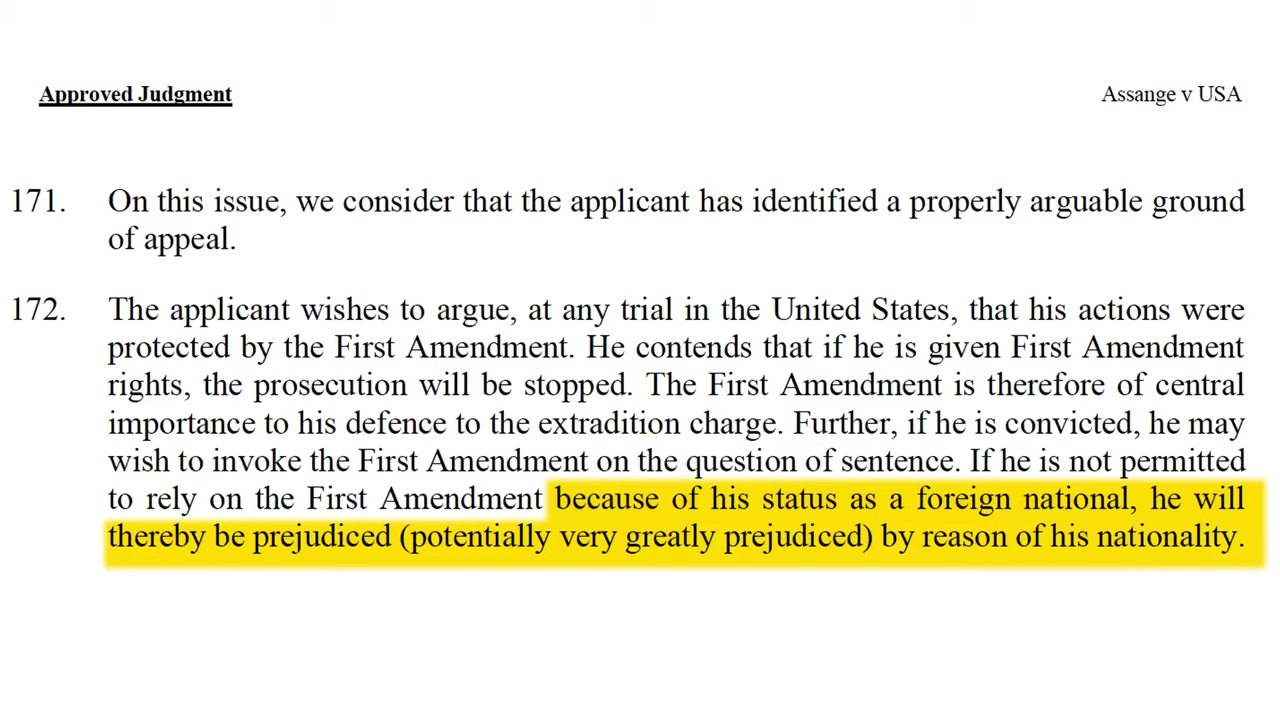 Approved Judgment
Assange v USA
171. On this issue, we consider that the applicant has identified a properly arguable ground
of appeal.
172. The applicant wishes to argue, at any trial in the United States, that his actions were
protected by the First Amendment. He contends that if he is given First Amendment
rights, the prosecution will be stopped. The First Amendment is therefore of central
importance to his defence to the extradition charge. Further, if he is convicted, he may
wish to invoke the First Amendment on the question of sentence. If he is not permitted
to rely on the First Amendment because of his status as a foreign national, he will
thereby be prejudiced (potentially very greatly prejudiced) by reason of his nationality.